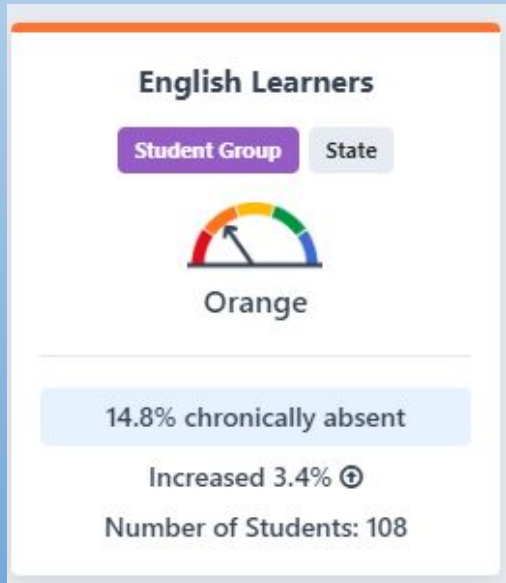 English Learners
Student Group State
Orange
14.8% chronically absent
Increased 3.4%
Number of Students: 108